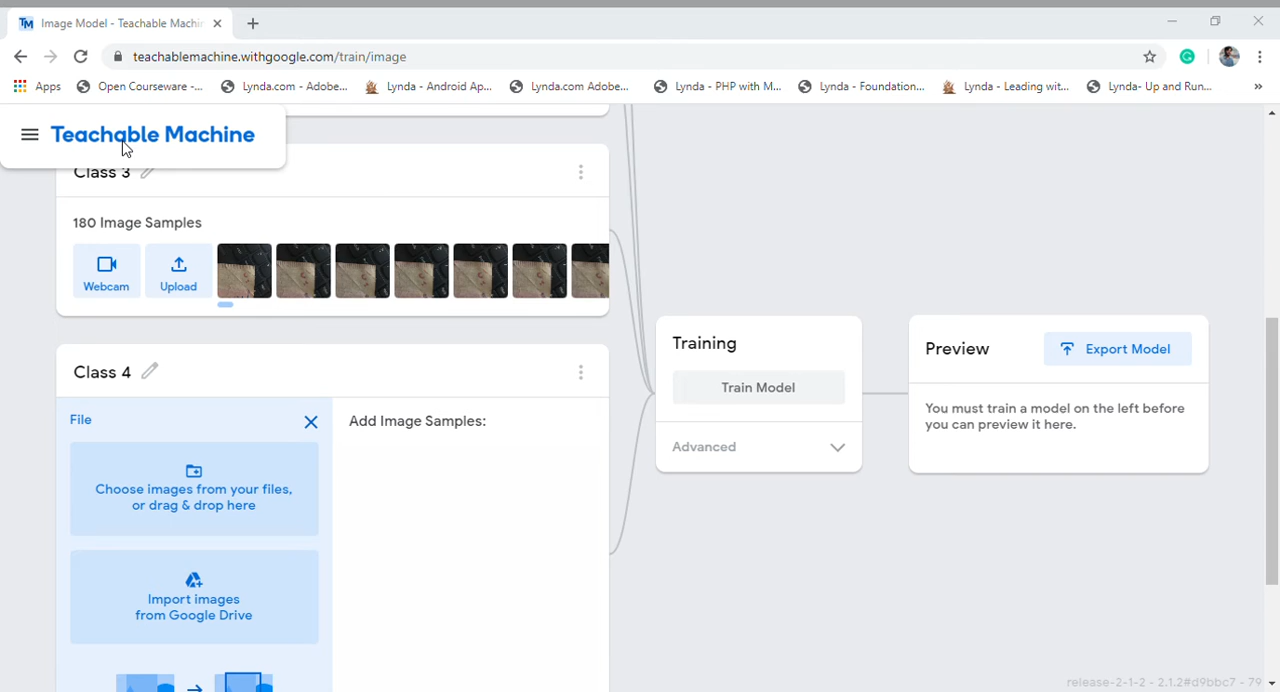 Image Model - Teachable Machin
teachablemachine.withgoogle.com/train/image
Apps
Open Courseware -...
Lynda.com - Adobe...
Lynda - Android Ap...
Lynda.com Adobe...
Lynda - PHP with M...
Lynda - Foundation...
Lynda - Leading wit...
Lynda- Up and Run...
»
Teachable Machine
Class 3
180 Image Samples
Webcam
Upload
Class 4
File
Add Image Samples:
Choose images from your files,
or drag & drop here
Import images
from Google Drive
Training
Train Model
Advanced
Preview
Export Model
You must train a model on the left before
you can preview it here.
release-2-1-2 - 2.1.2#d9bbc7 - 79